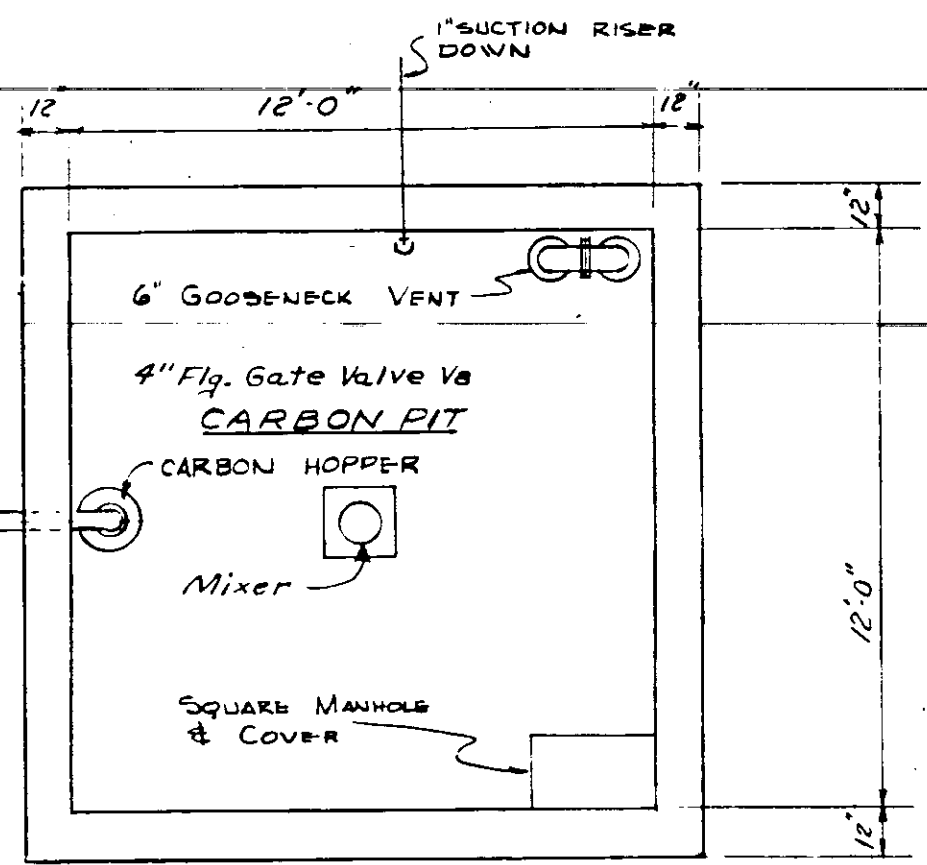 1" SUCTION RISER
DOWN
12"
12'-0"
12"
12"
6" GOOSENECK VENT
4" Flg. Gate Valve V8
CARBON PIT
CARBON HOPPER
Mixer
12'-0"
SQUARE MANHOLE
& COVER
12"